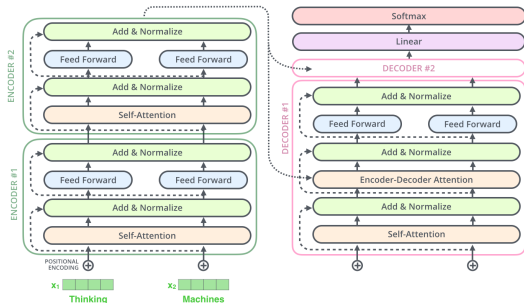 ENCODER #2
Add & Normalize
Feed Forward
Feed Forward
Add & Normalize
Self-Attention
ENCODER #1
Add & Normalize
Feed Forward
Feed Forward
Add & Normalize
Self-Attention
POSITIONAL
ENCODING
x1
x2
Thinking
Machines
Softmax
Linear
DECODER #2
DECODER #1
Add & Normalize
Feed Forward
Feed Forward
Add & Normalize
Encoder-Decoder Attention
Add & Normalize
Self-Attention